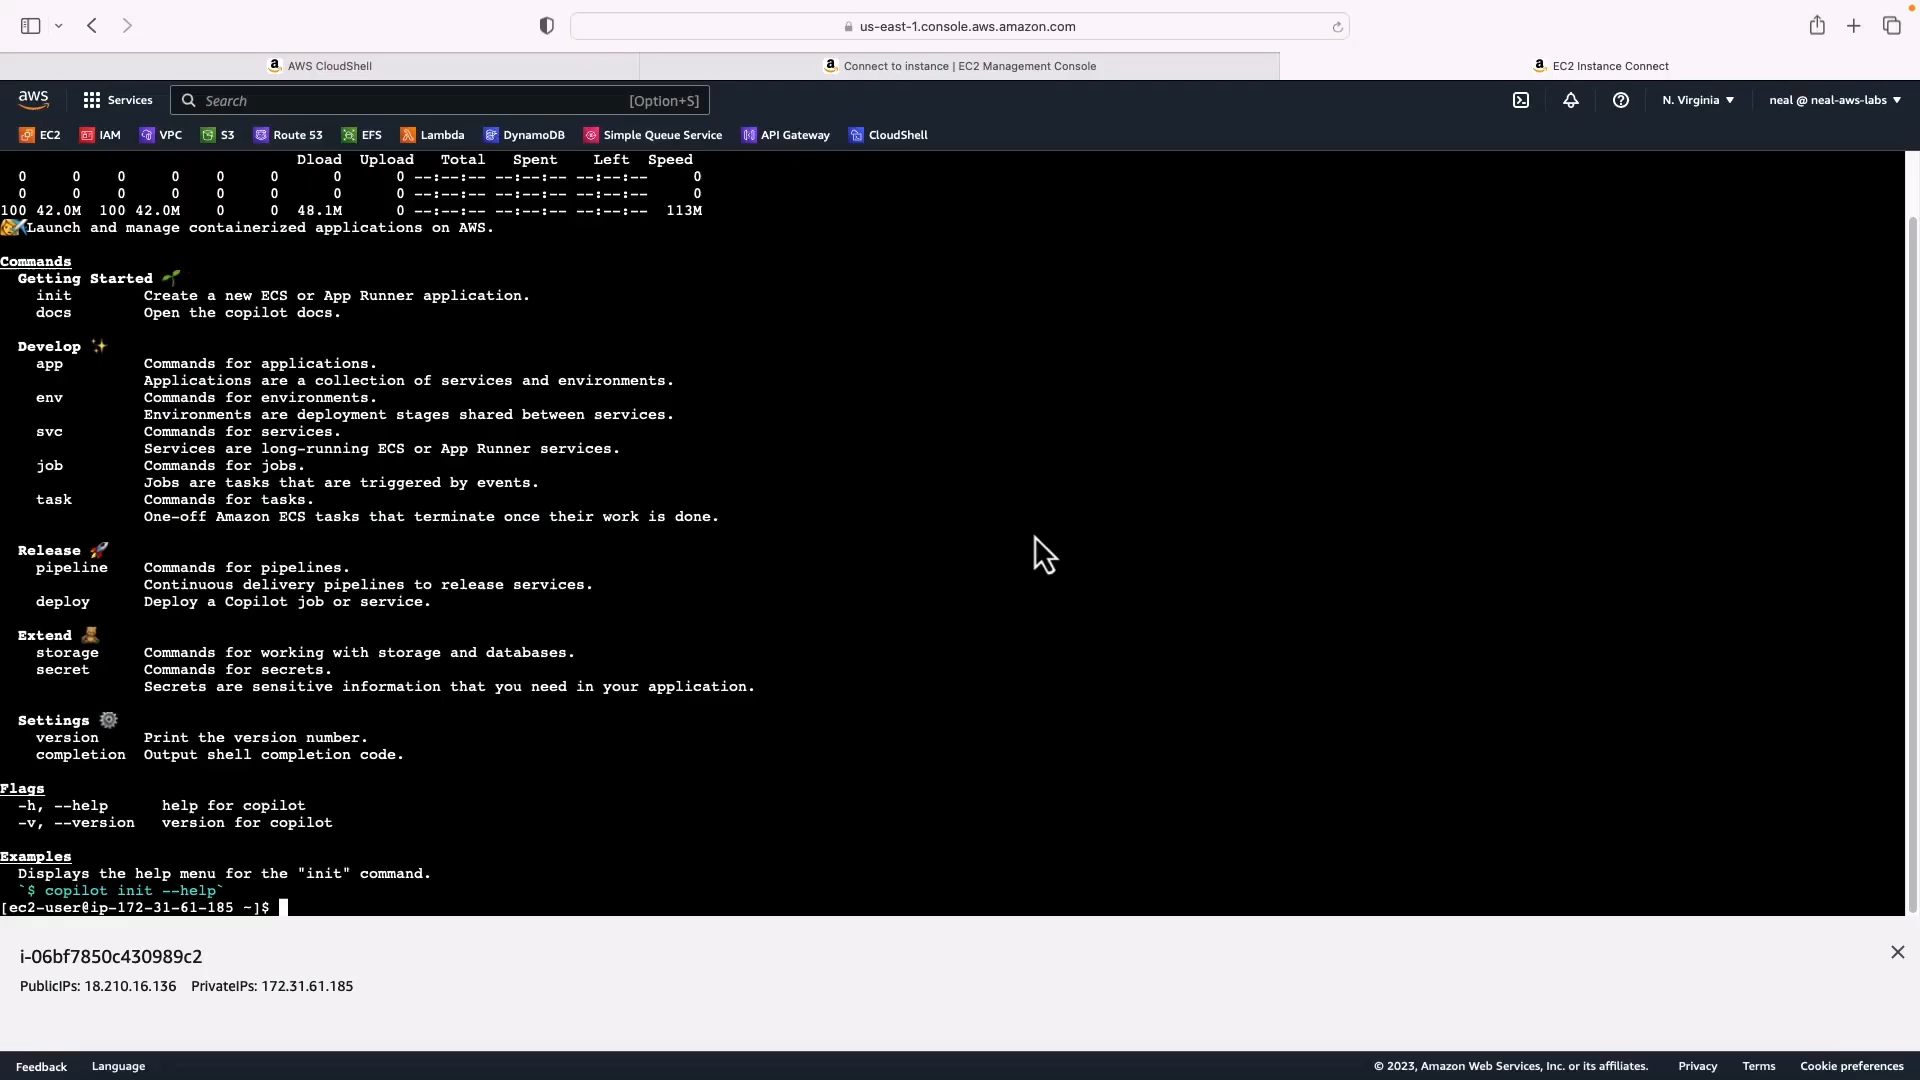 us-east-1.console.aws.amazon.com
AWS CloudShell
Connect to instance | EC2 Management Console
EC2 Instance Connect
aws
Services
Search
[Option+S]
N. Virginia
neal @ neal-aws-labs
EC2 IAM VPC S3 Route 53 EFS Lambda DynamoDB Simple Queue Service API Gateway CloudShell
Dload Upload Total Spent Left Speed
0 0 0 0 0 0 0 0 --:--:-- --:--:-- --:--:-- 0
0 0 0 0 0 0 0 0 --:--:-- --:--:-- --:--:-- 0
100 42.0M 100 42.0M 0 0 48.1M 0 --:--:-- --:--:-- --:--:-- 113M
Launch and manage containerized applications on AWS.
Commands
Getting Started 🌱
init Create a new ECS or App Runner application.
docs Open the copilot docs.
Develop ✨
app Commands for applications.
Applications are a collection of services and environments.
env Commands for environments.
Environments are deployment stages shared between services.
svc Commands for services.
Services are long-running ECS or App Runner services.
job Commands for jobs.
Jobs are tasks that are triggered by events.
task Commands for tasks.
One-off Amazon ECS tasks that terminate once their work is done.
Release 🚀
pipeline Commands for pipelines.
Continuous delivery pipelines to release services.
deploy Deploy a Copilot job or service.
Extend 🧸
storage Commands for working with storage and databases.
secret Commands for secrets.
Secrets are sensitive information that you need in your application.
Settings ⚙️
version Print the version number.
completion Output shell completion code.
Flags
-h, --help help for copilot
-v, --version version for copilot
Examples
Displays the help menu for the "init" command.
`$ copilot init --help`
[ec2-user@ip-172-31-61-185 ~]$
i-06bf7850c430989c2
PublicIPs: 18.210.16.136 PrivateIPs: 172.31.61.185
Feedback Language © 2023, Amazon Web Services, Inc. or its affiliates. Privacy Terms Cookie preferences